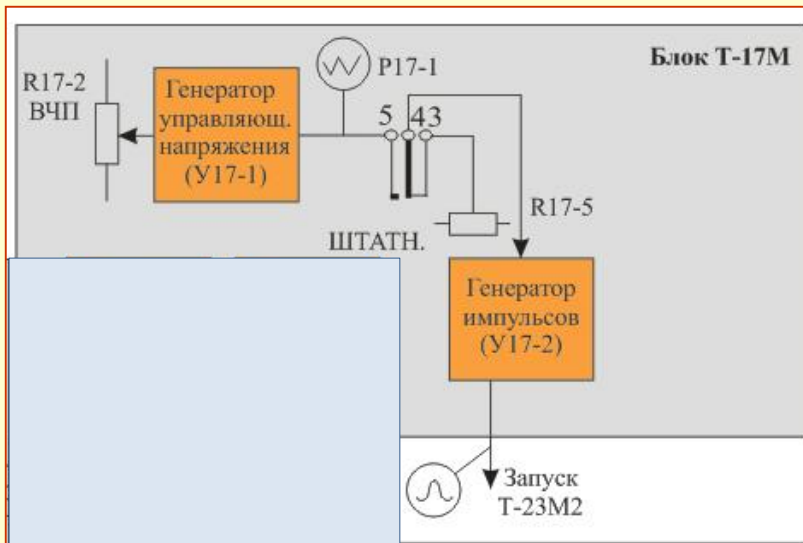 Блок Т-17М
R17-2
ВЧП
Генератор
управляющ.
напряжения
(У17-1)
Р17-1
5 43
R17-5
ШТАТН.
Генератор
импульсов
(У17-2)
Запуск
Т-23М2